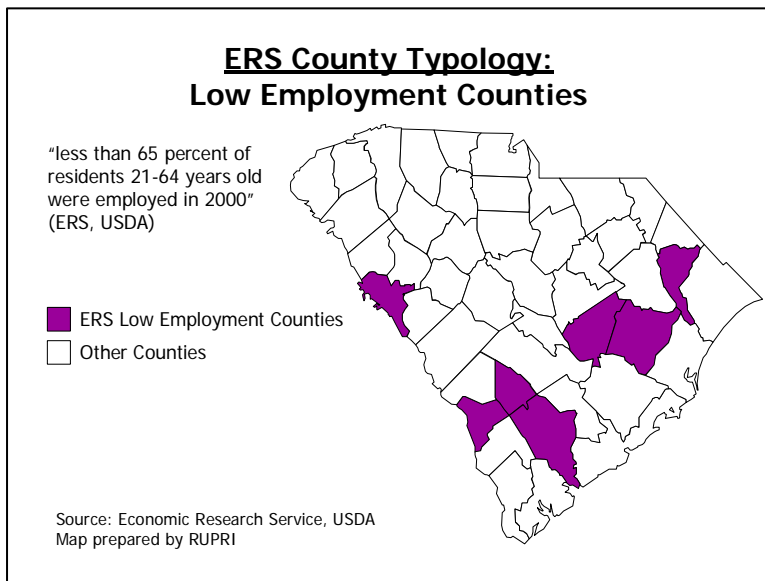 ERS County Typology:
Low Employment Counties
"less than 65 percent of
residents 21-64 years old
were employed in 2000"
(ERS, USDA)
ERS Low Employment Counties
Other Counties
Source: Economic Research Service, USDA
Map prepared by RUPRI